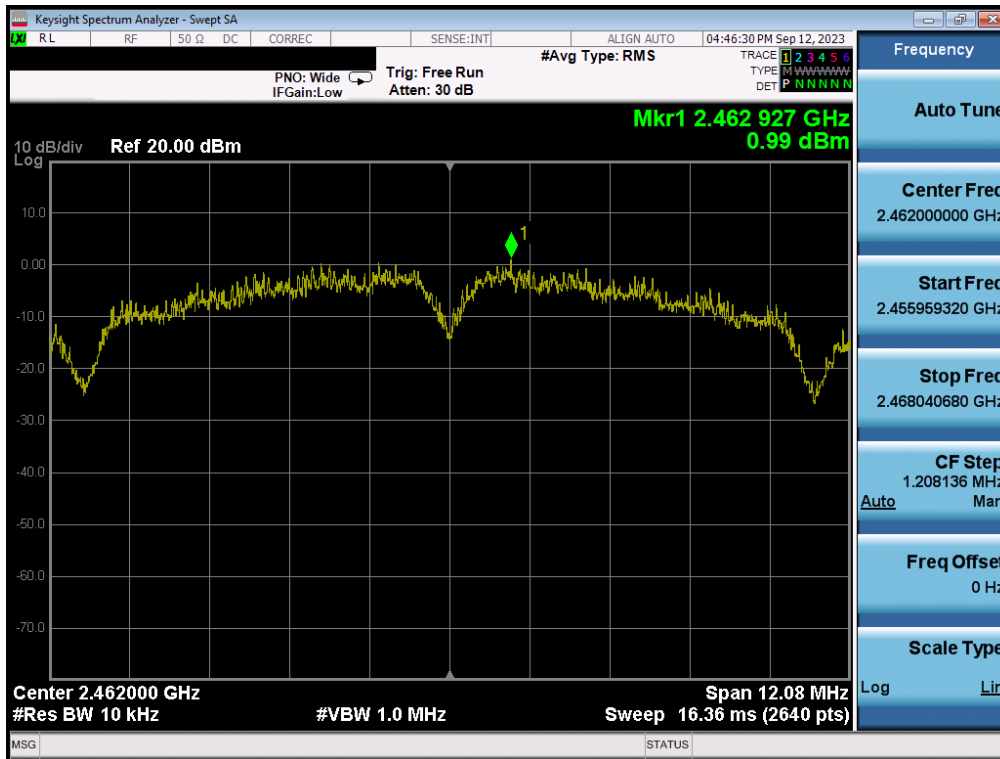 Keysight Spectrum Analyzer - Swept SA
LXI RL RF 50 Ω DC CORREC SENSE:INT ALIGN AUTO 04:46:30 PM Sep 12, 2023
PNO: Wide Trig: Free Run #Avg Type: RMS TRACE 1 2 3 4 5 6
IFGain:Low Atten: 30 dB TYPE M WWWWW
DET P N N N N N
Mkr1 2.462 927 GHz
0.99 dBm
10 dB/div Ref 20.00 dBm
Log
1
10.0
0.00
-10.0
-20.0
-30.0
-40.0
-50.0
-60.0
-70.0
Center 2.462000 GHz Span 12.08 MHz
#Res BW 10 kHz #VBW 1.0 MHz Sweep 16.36 ms (2640 pts)
MSG STATUS
Frequency
Auto Tune
Center Freq
2.462000000 GHz
Start Freq
2.455959320 GHz
Stop Freq
2.468040680 GHz
CF Step
1.208136 MHz
Auto Man
Freq Offset
0 Hz
Scale Type
Log Lin